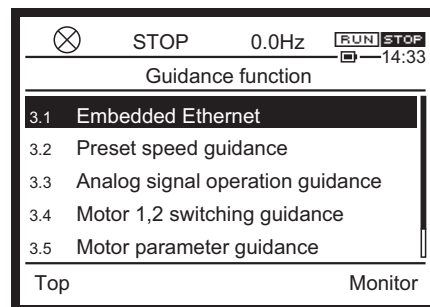 STOP 0.0Hz RUN STOP
14:33
Guidance function
3.1 Embedded Ethernet
3.2 Preset speed guidance
3.3 Analog signal operation guidance
3.4 Motor 1,2 switching guidance
3.5 Motor parameter guidance
Top Monitor